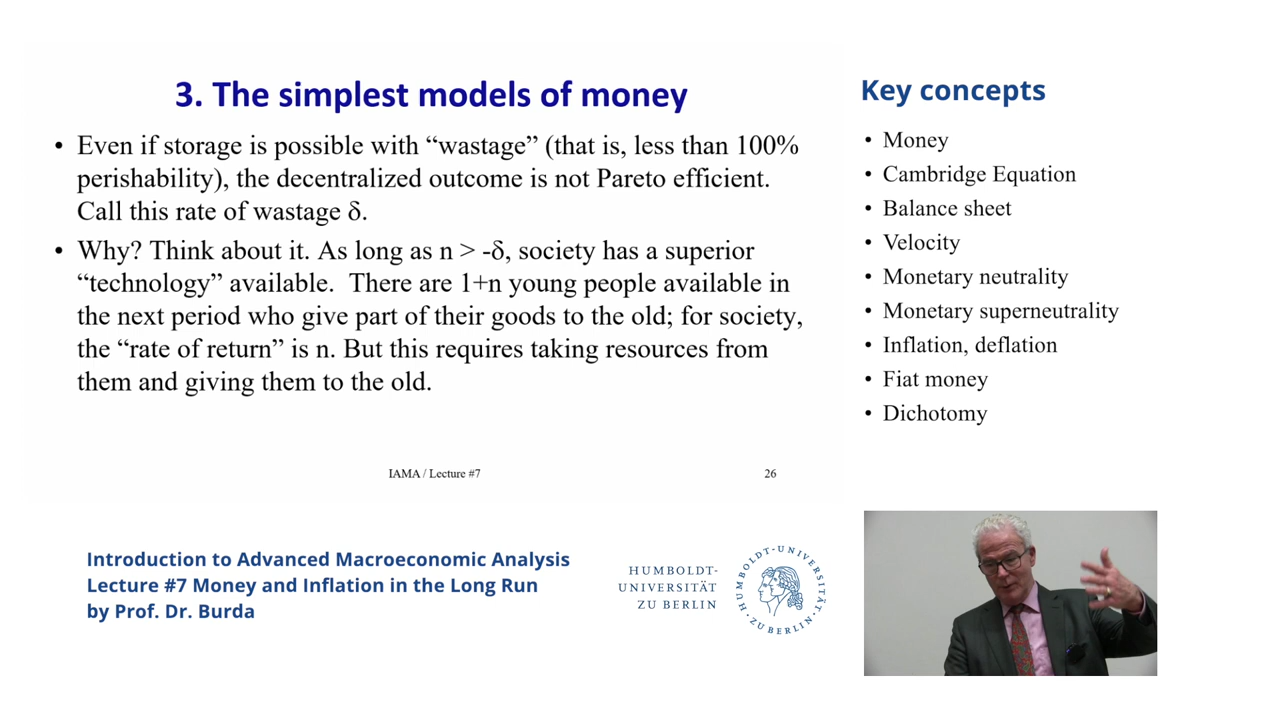 3. The simplest models of money
• Even if storage is possible with “wastage” (that is, less than 100%
perishability), the decentralized outcome is not Pareto efficient.
Call this rate of wastage δ.
• Why? Think about it. As long as n > -δ, society has a superior
“technology” available.  There are 1+n young people available in
the next period who give part of their goods to the old; for society,
the “rate of return” is n. But this requires taking resources from
them and giving them to the old.
IAMA / Lecture #7
26
Key concepts
• Money
• Cambridge Equation
• Balance sheet
• Velocity
• Monetary neutrality
• Monetary superneutrality
• Inflation, deflation
• Fiat money
• Dichotomy
Introduction to Advanced Macroeconomic Analysis
Lecture #7 Money and Inflation in the Long Run
by Prof. Dr. Burda
HUMBOLDT-
UNIVERSITÄT
ZU BERLIN
HUMBOLDT-UNIVERSITÄT
ZU BERLIN